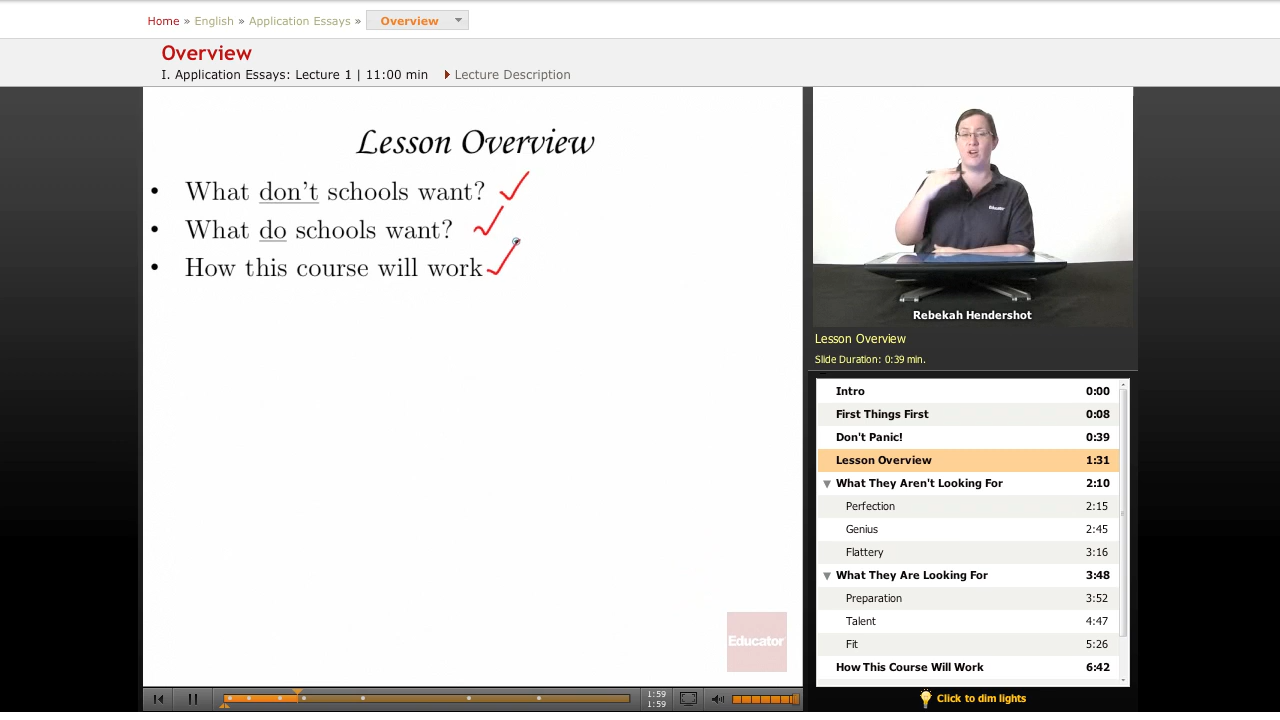 Home » English » Application Essays » Overview
Overview
I. Application Essays: Lecture 1 | 11:00 min Lecture Description
Lesson Overview
• What don't schools want?
• What do schools want?
• How this course will work
Educator
Educator
Rebekah Hendershot
Lesson Overview
Slide Duration: 0:39 min.
Intro 0:00
First Things First 0:08
Don't Panic! 0:39
Lesson Overview 1:31
What They Aren't Looking For 2:10
Perfection 2:15
Genius 2:45
Flattery 3:16
What They Are Looking For 3:48
Preparation 3:52
Talent 4:47
Fit 5:26
How This Course Will Work 6:42
1:59
1:59
Click to dim lights